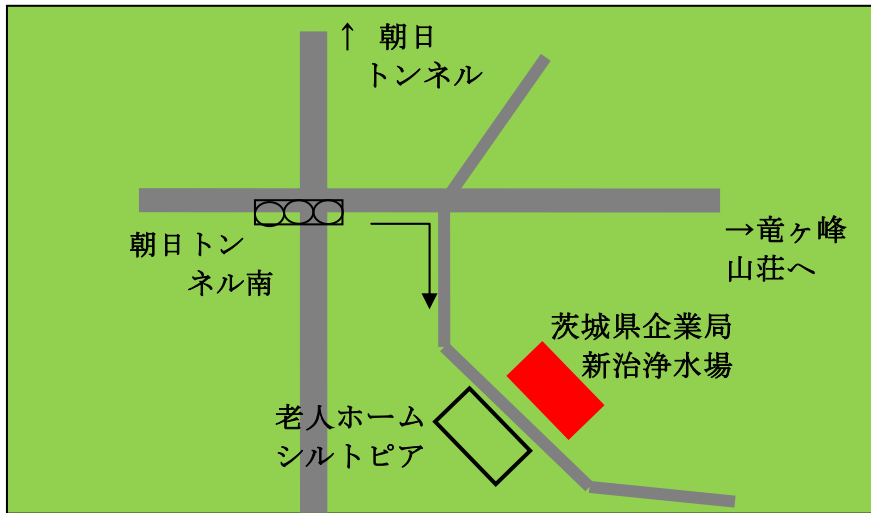 ↑ 朝日
トンネル
朝日トン
ネル南
→竜ヶ峰
山荘へ
茨城県企業局
新治浄水場
老人ホーム
シルトピア